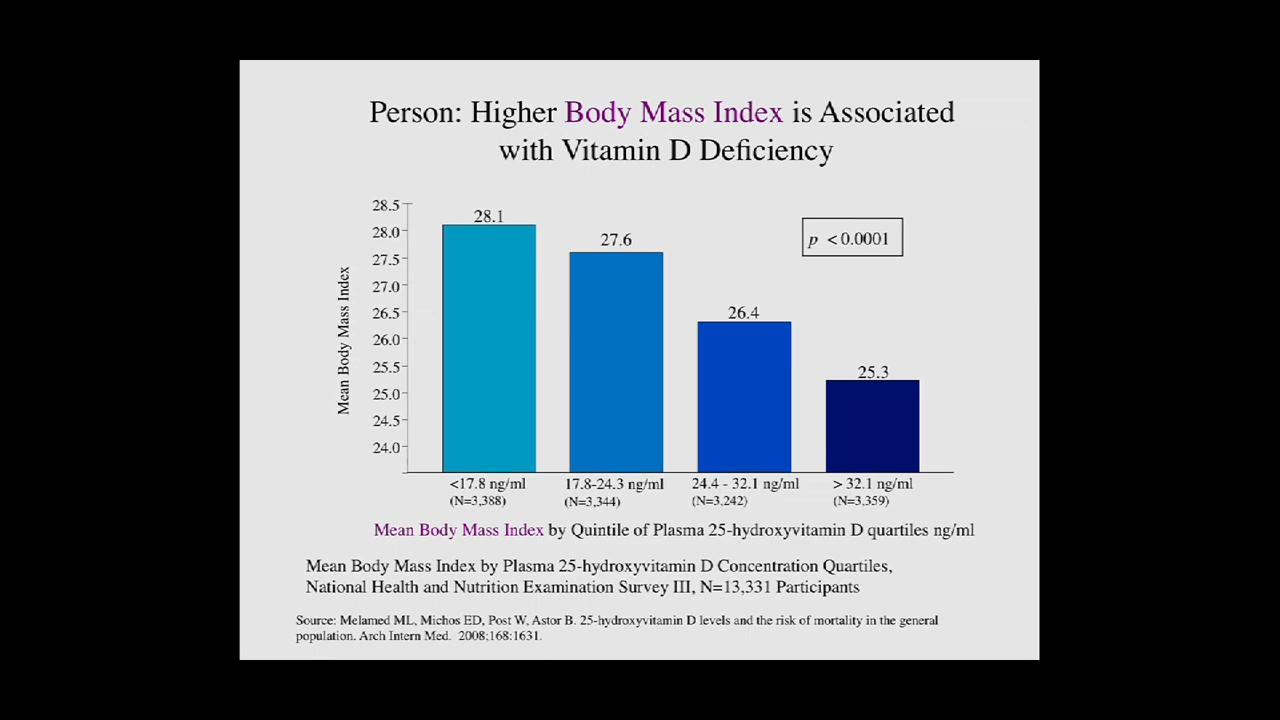 Person: Higher Body Mass Index is Associated
with Vitamin D Deficiency
28.5
28.0
27.5
27.0
26.5
26.0
25.5
25.0
24.5
24.0
Mean Body Mass Index
28.1
27.6
26.4
25.3
p < 0.0001
<17.8 ng/ml
(N=3,388)
17.8-24.3 ng/ml
(N=3,344)
24.4 - 32.1 ng/ml
(N=3,242)
> 32.1 ng/ml
(N=3,359)
Mean Body Mass Index by Quintile of Plasma 25-hydroxyvitamin D quartiles ng/ml
Mean Body Mass Index by Plasma 25-hydroxyvitamin D Concentration Quartiles,
National Health and Nutrition Examination Survey III, N=13,331 Participants
Source: Melamed ML, Michos ED, Post W, Astor B. 25-hydroxyvitamin D levels and the risk of mortality in the general
population. Arch Intern Med. 2008;168:1631.